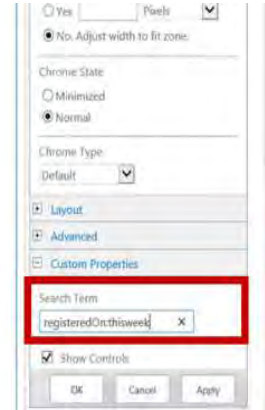 Yes Pixels
No. Adjust width to fit zone.
Chrome State
Minimized
Normal
Chrome Type
Default
Layout
Advanced
Custom Properties
Search Term
registeredOn:thisweek X
Show Controls
OK Cancel Apply